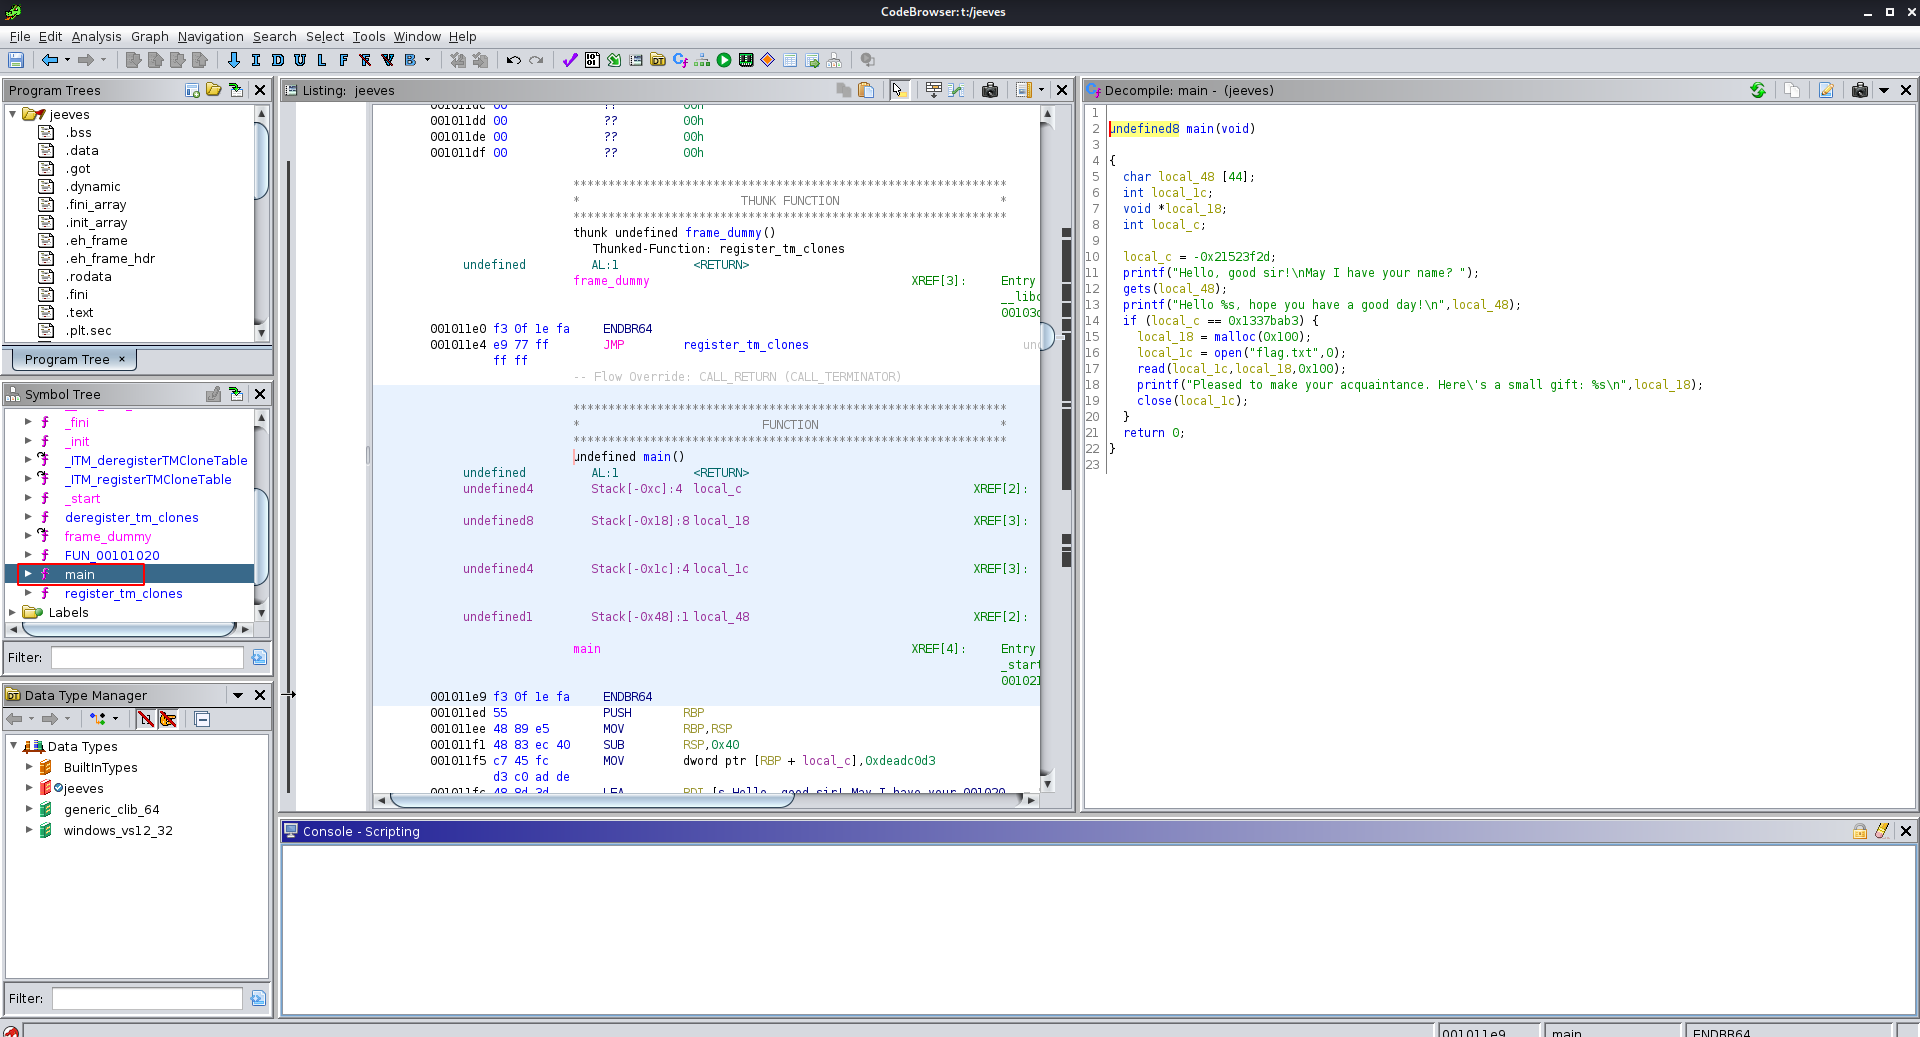 CodeBrowser: t:/jeeves
File Edit Analysis Graph Navigation Search Select Tools Window Help
I D U L F R V B
Program Trees
jeeves
.bss
.data
.got
.dynamic
.fini_array
.init_array
.eh_frame
.eh_frame_hdr
.rodata
.fini
.text
.plt.sec
Program Tree ×
Symbol Tree
_fini
_init
_ITM_deregisterTMCloneTable
_ITM_registerTMCloneTable
_start
deregister_tm_clones
frame_dummy
FUN_00101020
main
register_tm_clones
Labels
Filter:
Data Type Manager
Data Types
BuiltInTypes
jeeves
generic_clib_64
windows_vs12_32
Filter:
Listing: jeeves
001011dc 00 ?? 00h
001011dd 00 ?? 00h
001011de 00 ?? 00h
001011df 00 ?? 00h
**************************************************************
* THUNK FUNCTION *
**************************************************************
thunk undefined frame_dummy()
Thunked-Function: register_tm_clones
undefined AL:1 <RETURN>
frame_dummy XREF[3]: Entry
__libc
00103d
001011e0 f3 0f 1e fa ENDBR64
001011e4 e9 77 ff JMP register_tm_clones und
ff ff
-- Flow Override: CALL_RETURN (CALL_TERMINATOR)
**************************************************************
* FUNCTION *
**************************************************************
undefined main()
undefined AL:1 <RETURN>
undefined4 Stack[-0xc]:4 local_c XREF[2]:
undefined8 Stack[-0x18]:8 local_18 XREF[3]:
undefined4 Stack[-0x1c]:4 local_1c XREF[3]:
undefined1 Stack[-0x48]:1 local_48 XREF[2]:
main XREF[4]: Entry
_start
001021
001011e9 f3 0f 1e fa ENDBR64
001011ed 55 PUSH RBP
001011ee 48 89 e5 MOV RBP,RSP
001011f1 48 83 ec 40 SUB RSP,0x40
001011f5 c7 45 fc MOV dword ptr [RBP + local_c],0xdeadc0d3
d3 c0 ad de
001011fc 48 8d 3d LEA RDI,[s_Hello,_good_sir!_May_I_have_your_001020
Decompile: main - (jeeves)
1
2 undefined8 main(void)
3
4 {
5 char local_48 [44];
6 int local_1c;
7 void *local_18;
8 int local_c;
9
10 local_c = -0x21523f2d;
11 printf("Hello, good sir!\nMay I have your name? ");
12 gets(local_48);
13 printf("Hello %s, hope you have a good day!\n",local_48);
14 if (local_c == 0x1337bab3) {
15 local_18 = malloc(0x100);
16 local_1c = open("flag.txt",0);
17 read(local_1c,local_18,0x100);
18 printf("Pleased to make your acquaintance. Here\'s a small gift: %s\n",local_18);
19 close(local_1c);
20 }
21 return 0;
22 }
23
Console - Scripting
001011e9 main ENDBR64